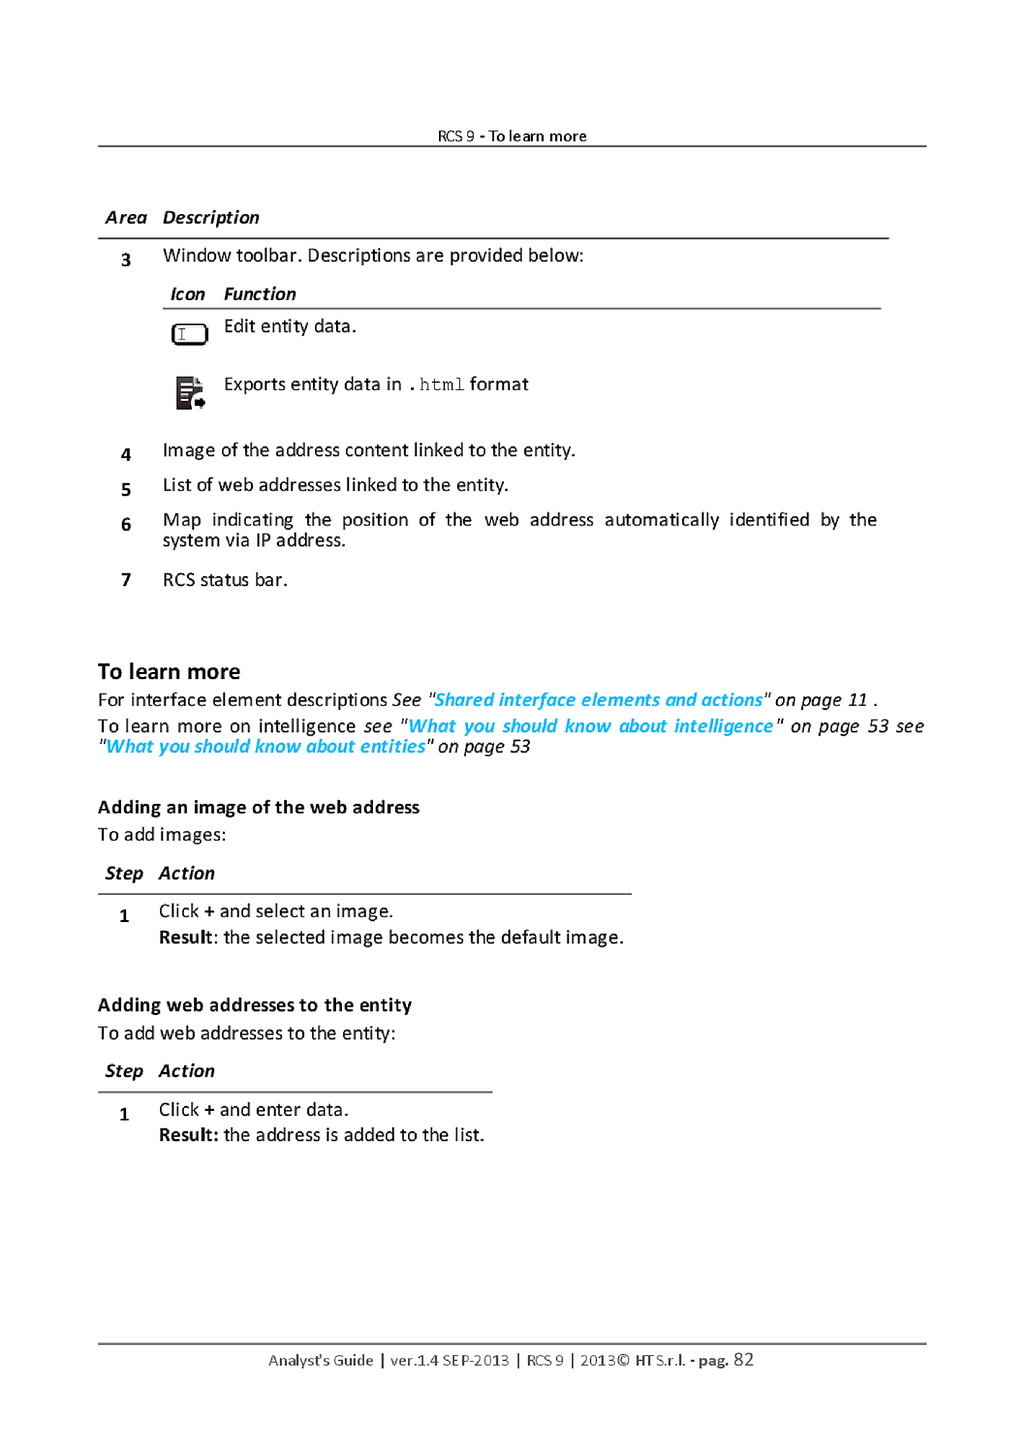 RCS 9 - To learn more
Area Description
3 Window toolbar. Descriptions are provided below:
Icon Function
Edit entity data.
Exports entity data in .html format
4 Image of the address content linked to the entity.
5 List of web addresses linked to the entity.
6 Map indicating the position of the web address automatically identified by the
system via IP address.
7 RCS status bar.
To learn more
For interface element descriptions See "Shared interface elements and actions" on page 11 .
To learn more on intelligence see "What you should know about intelligence" on page 53 see
"What you should know about entities" on page 53
Adding an image of the web address
To add images:
Step Action
1 Click + and select an image.
Result: the selected image becomes the default image.
Adding web addresses to the entity
To add web addresses to the entity:
Step Action
1 Click + and enter data.
Result: the address is added to the list.
Analyst's Guide | ver.1.4 SEP-2013 | RCS 9 | 2013© HT S.r.l. - pag. 82